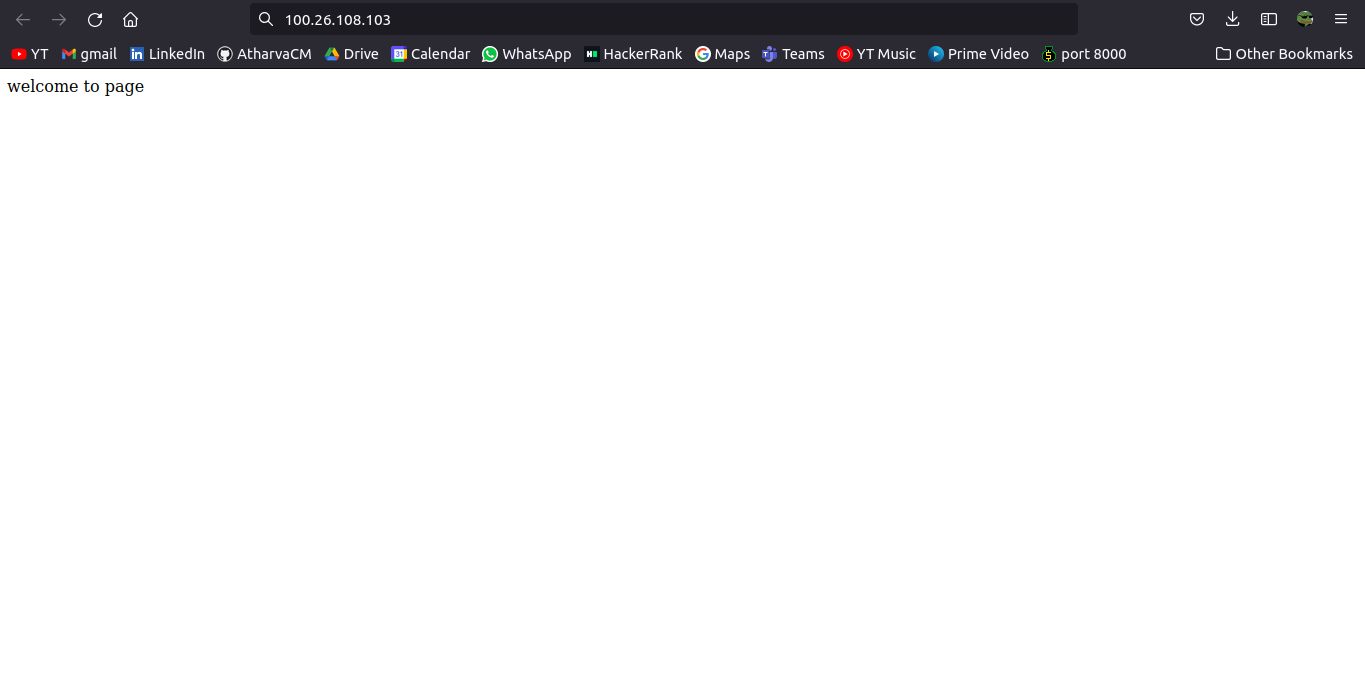 100.26.108.103
YT gmail LinkedIn AtharvaCM Drive 31 Calendar WhatsApp HackerRank Maps Teams YT Music Prime Video port 8000 Other Bookmarks
welcome to page